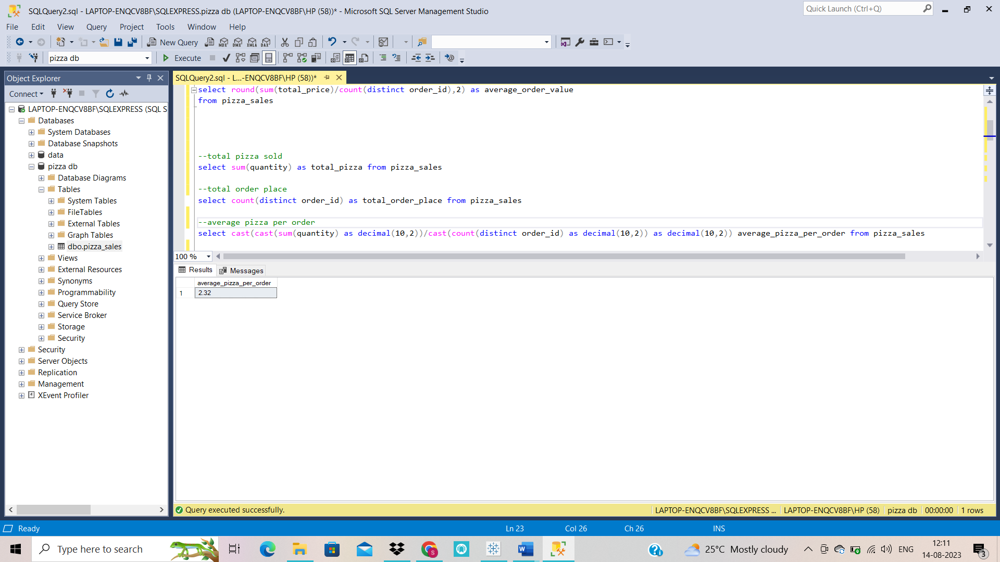 SQLQuery2.sql - LAPTOP-ENQCV8BF\SQLEXPRESS.pizza db (LAPTOP-ENQCV8BF\HP (58))* - Microsoft SQL Server Management Studio
Quick Launch (Ctrl+Q)
File Edit View Query Project Tools Window Help
New Query MDX DMX XMLA DAX
pizza db Execute
Object Explorer
Connect
LAPTOP-ENQCV8BF\SQLEXPRESS (SQL S
Databases
System Databases
Database Snapshots
data
pizza db
Database Diagrams
Tables
System Tables
FileTables
External Tables
Graph Tables
dbo.pizza_sales
Views
External Resources
Synonyms
Programmability
Query Store
Service Broker
Storage
Security
Security
Server Objects
Replication
Management
XEvent Profiler
SQLQuery2.sql - L...-ENQCV8BF\HP (58))*
select round(sum(total_price)/count(distinct order_id),2) as average_order_value
from pizza_sales
--total pizza sold
select sum(quantity) as total_pizza from pizza_sales
--total order place
select count(distinct order_id) as total_order_place from pizza_sales
--average pizza per order
select cast(cast(sum(quantity) as decimal(10,2))/cast(count(distinct order_id) as decimal(10,2)) as decimal(10,2)) average_pizza_per_order from pizza_sales
100 %
Results Messages
average_pizza_per_order
1 2.32
Query executed successfully.
LAPTOP-ENQCV8BF\SQLEXPRESS ... LAPTOP-ENQCV8BF\HP (58) pizza db 00:00:00 1 rows
Ready Ln 23 Col 26 Ch 26 INS
Type here to search
25°C Mostly cloudy
ENG
12:11
14-08-2023
3